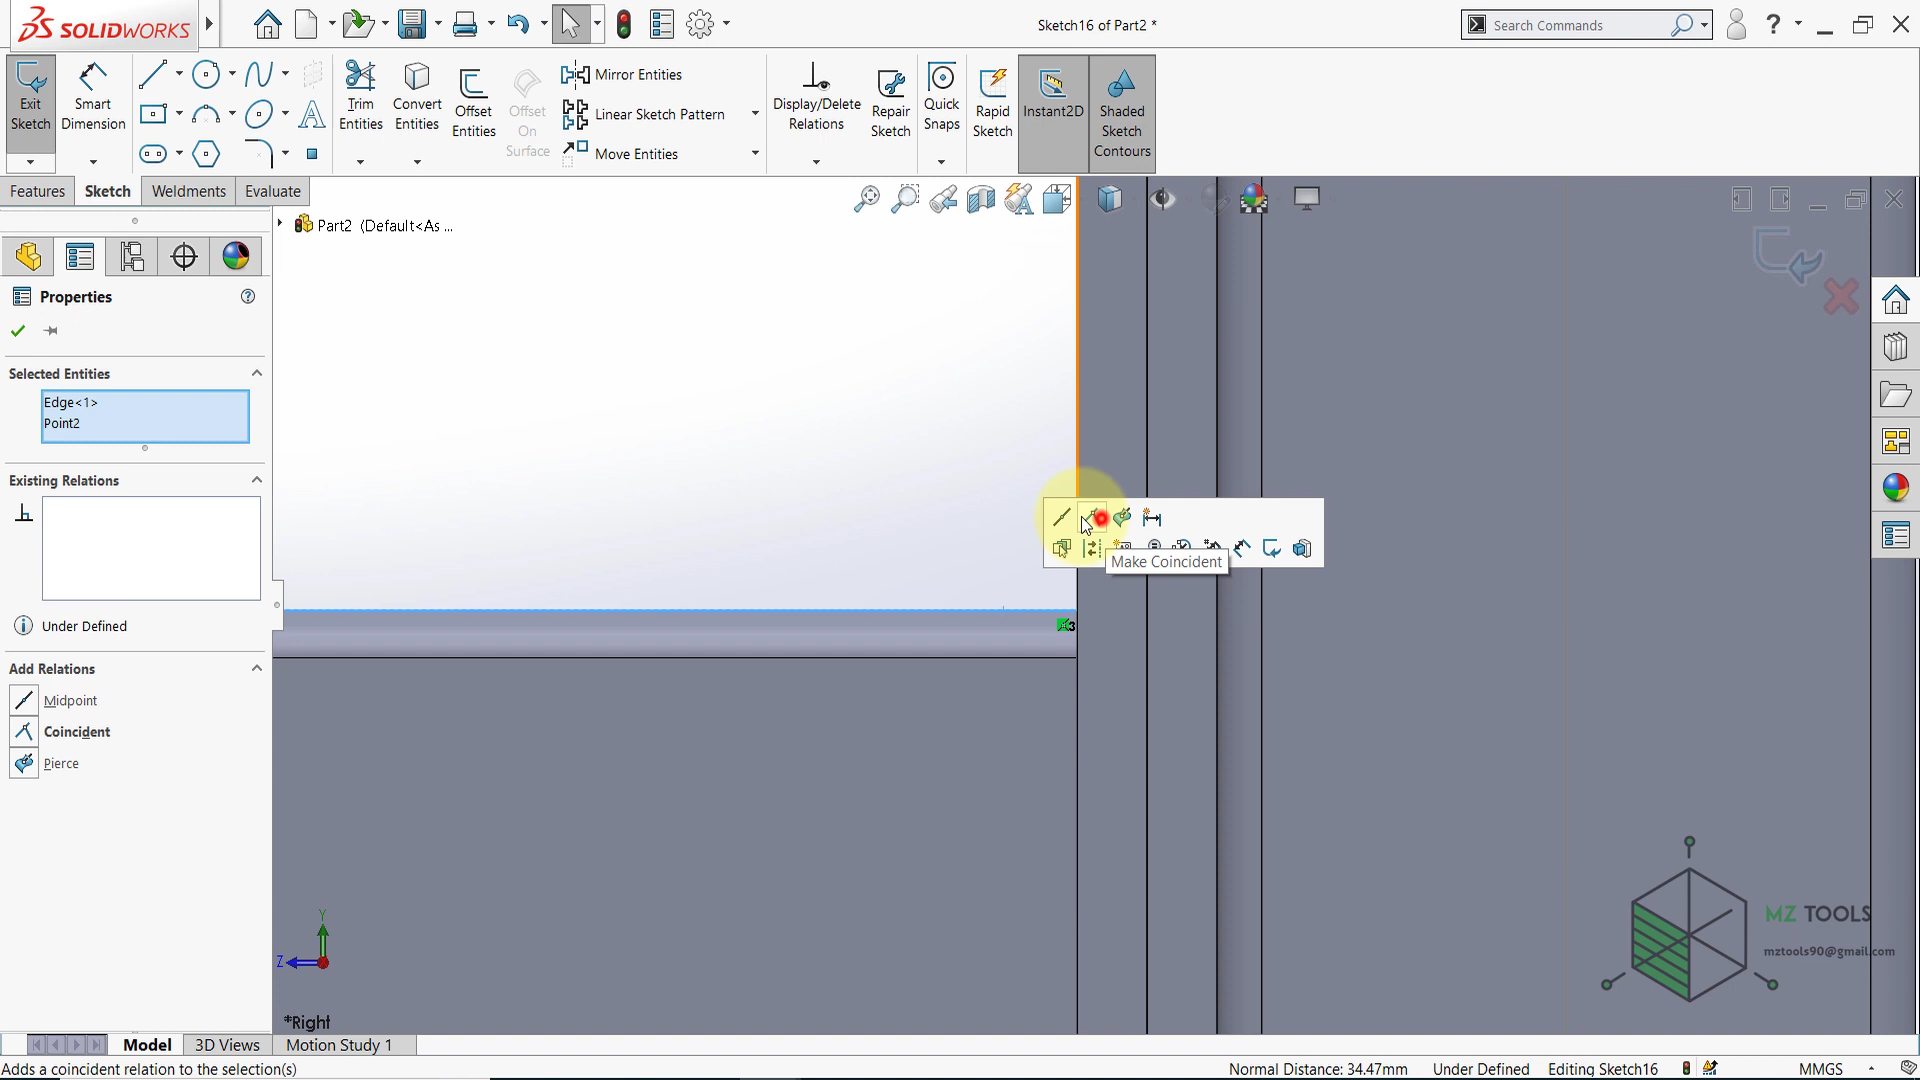 SOLIDWORKS
Sketch16 of Part2 *
Search Commands
Exit Sketch
Smart Dimension
Trim Entities
Convert Entities
Offset Entities
Offset On Surface
Mirror Entities
Linear Sketch Pattern
Move Entities
Display/Delete Relations
Repair Sketch
Quick Snaps
Rapid Sketch
Instant2D
Shaded Sketch Contours
Features
Sketch
Weldments
Evaluate
Part2 (Default<As ...
Properties
Selected Entities
Edge<1>
Point2
Existing Relations
Under Defined
Add Relations
Midpoint
Coincident
Pierce
Make Coincident
3
Y
Z
*Right
MZ TOOLS
mztools90@gmail.com
Model
3D Views
Motion Study 1
Adds a coincident relation to the selection(s)
Normal Distance: 34.47mm
Under Defined
Editing Sketch16
MMGS